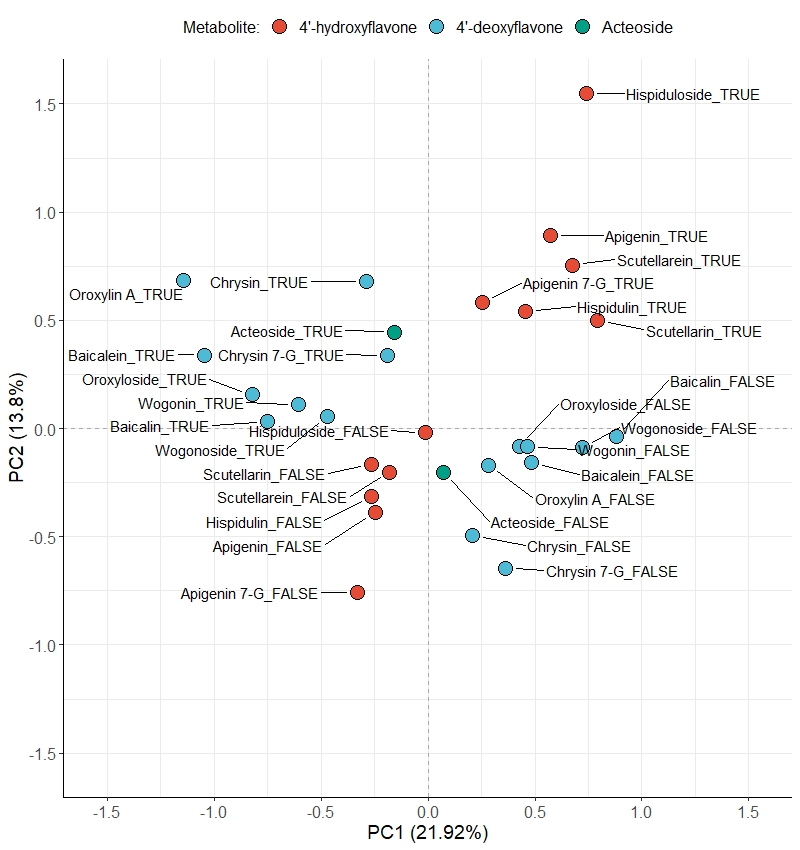 Metabolite: 4'-hydroxyflavone 4'-deoxyflavone Acteoside
1.5
Hispiduloside_TRUE
1.0
Apigenin_TRUE
Scutellarein_TRUE
Oroxylin A_TRUE
Chrysin_TRUE
Apigenin 7-G_TRUE
Hispidulin_TRUE
0.5
Acteoside_TRUE
Scutellarin_TRUE
Baicalein_TRUE
Chrysin 7-G_TRUE
Oroxyloside_TRUE
Baicalin_FALSE
Wogonin_TRUE
Oroxyloside_FALSE
Baicalin_TRUE
0.0
Hispiduloside_FALSE
Wogonoside_FALSE
Wogonoside_TRUE
Wogonin_FALSE
Scutellarin_FALSE
Baicalein_FALSE
Scutellarein_FALSE
Oroxylin A_FALSE
Hispidulin_FALSE
Acteoside_FALSE
-0.5
Apigenin_FALSE
Chrysin_FALSE
Chrysin 7-G_FALSE
Apigenin 7-G_FALSE
-1.0
-1.5
PC2 (13.8%)
-1.5 -1.0 -0.5 0.0 0.5 1.0 1.5
PC1 (21.92%)